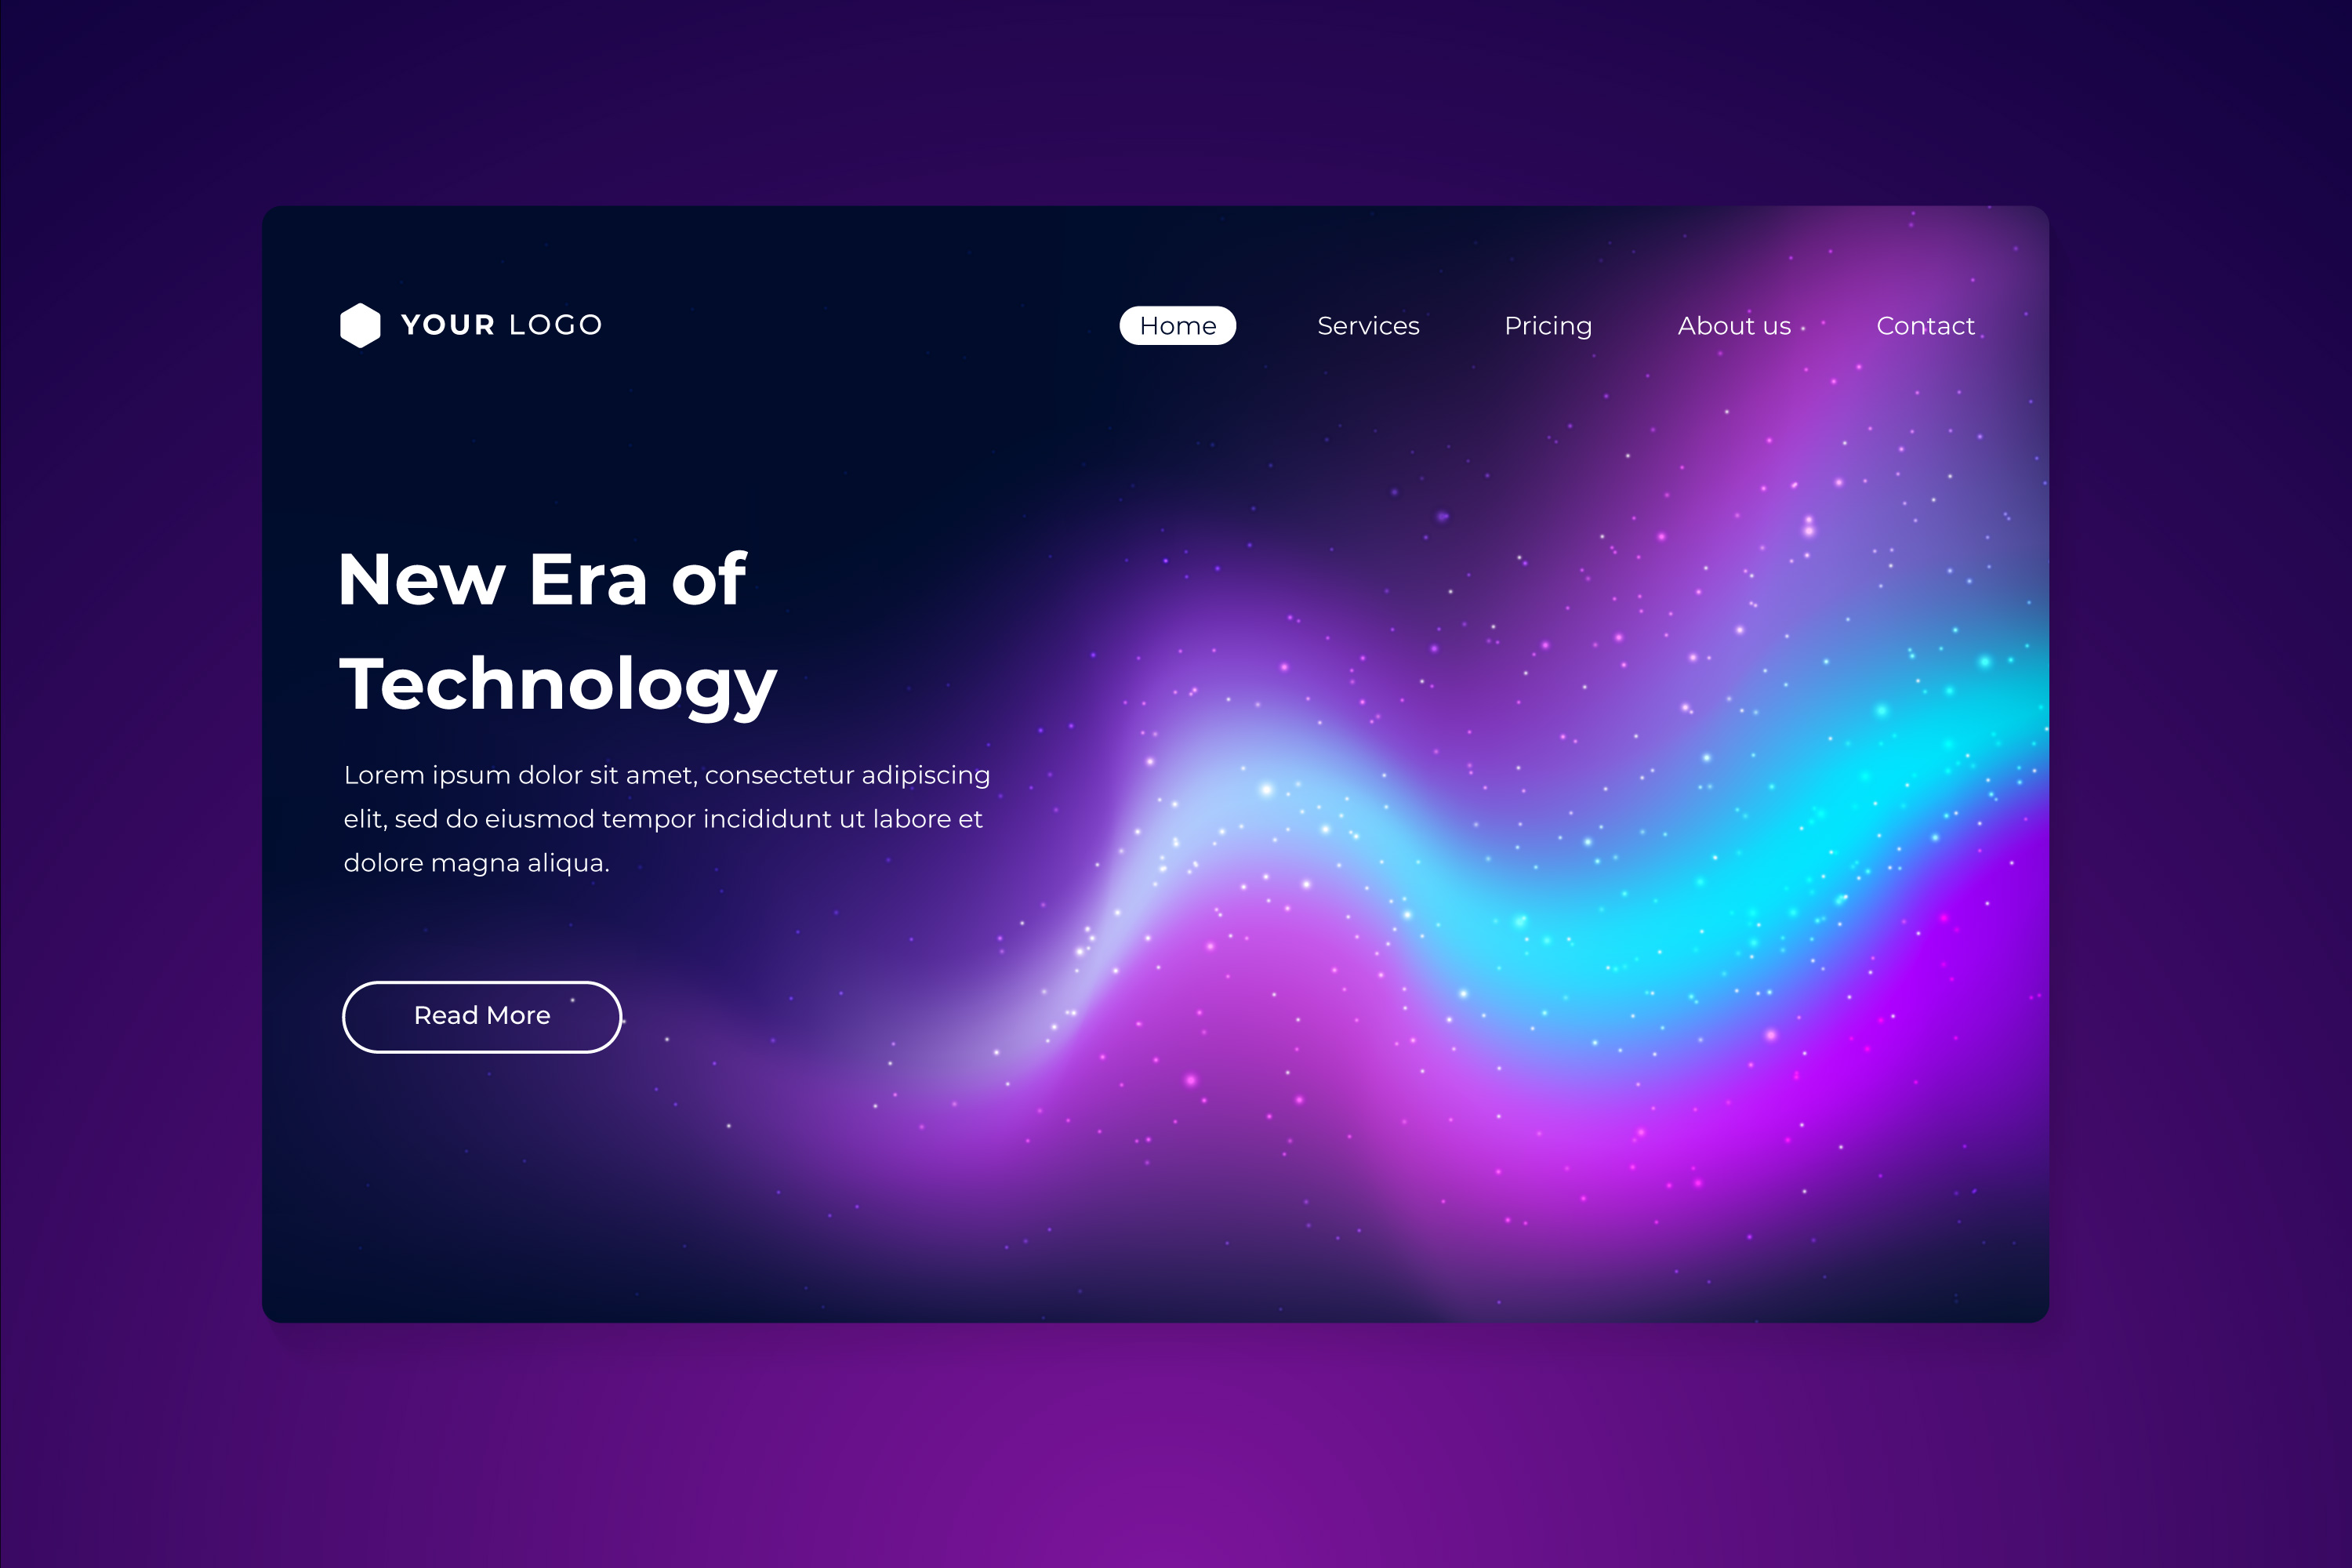 YOUR LOGO
Home Services Pricing About us Contact
New Era of
Technology
Lorem ipsum dolor sit amet, consectetur adipiscing
elit, sed do eiusmod tempor incididunt ut labore et
dolore magna aliqua.
Read More